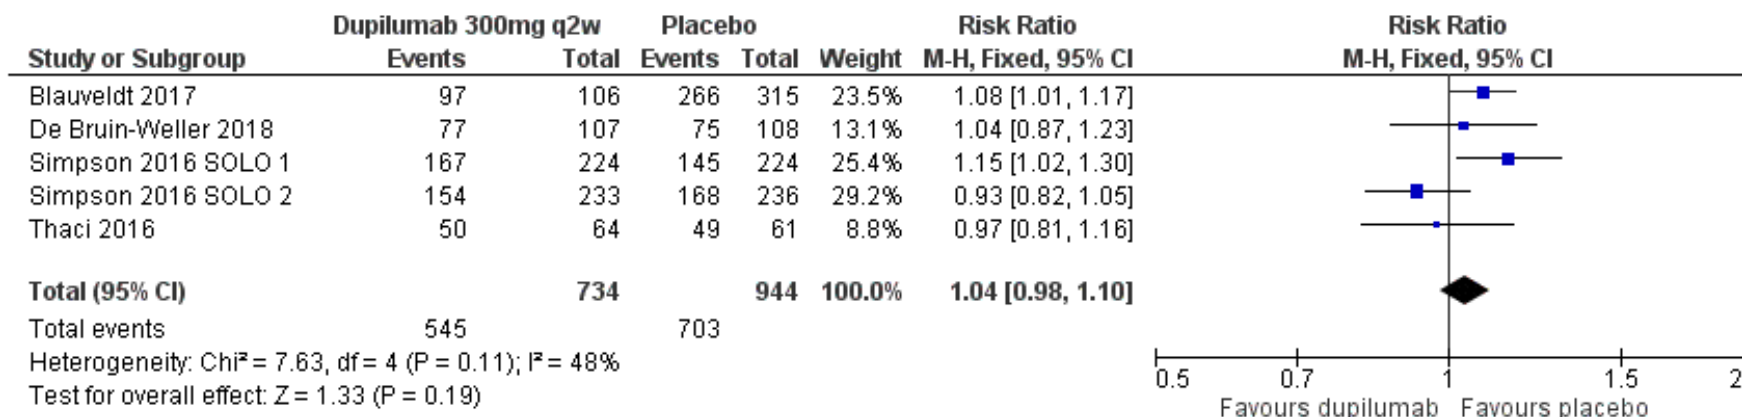 Dupilumab 300mg q2w Placebo Risk Ratio Risk Ratio
Study or Subgroup Events Total Events Total Weight M-H, Fixed, 95% CI M-H, Fixed, 95% CI
Blauveldt 2017 97 106 266 315 23.5% 1.08 [1.01, 1.17]
De Bruin-Weller 2018 77 107 75 108 13.1% 1.04 [0.87, 1.23]
Simpson 2016 SOLO 1 167 224 145 224 25.4% 1.15 [1.02, 1.30]
Simpson 2016 SOLO 2 154 233 168 236 29.2% 0.93 [0.82, 1.05]
Thaci 2016 50 64 49 61 8.8% 0.97 [0.81, 1.16]
Total (95% CI) 734 944 100.0% 1.04 [0.98, 1.10]
Total events 545 703
Heterogeneity: Chi² = 7.63, df = 4 (P = 0.11); I² = 48%
Test for overall effect: Z = 1.33 (P = 0.19)
0.5 0.7 1 1.5 2
Favours dupilumab Favours placebo